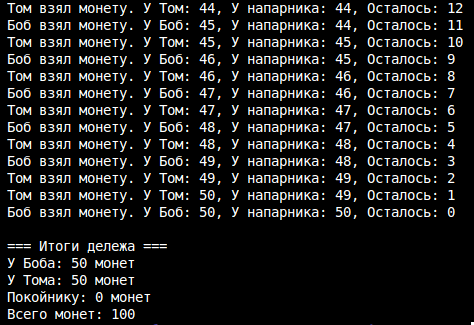 Том взял монету. У Том: 44, У напарника: 44, Осталось: 12
Боб взял монету. У Боб: 45, У напарника: 44, Осталось: 11
Том взял монету. У Том: 45, У напарника: 45, Осталось: 10
Боб взял монету. У Боб: 46, У напарника: 45, Осталось: 9
Том взял монету. У Том: 46, У напарника: 46, Осталось: 8
Боб взял монету. У Боб: 47, У напарника: 46, Осталось: 7
Том взял монету. У Том: 47, У напарника: 47, Осталось: 6
Боб взял монету. У Боб: 48, У напарника: 47, Осталось: 5
Том взял монету. У Том: 48, У напарника: 48, Осталось: 4
Боб взял монету. У Боб: 49, У напарника: 48, Осталось: 3
Том взял монету. У Том: 49, У напарника: 49, Осталось: 2
Том взял монету. У Том: 50, У напарника: 49, Осталось: 1
Боб взял монету. У Боб: 50, У напарника: 50, Осталось: 0
=== Итоги дележа ===
У Боба: 50 монет
У Тома: 50 монет
Покойнику: 0 монет
Всего монет: 100